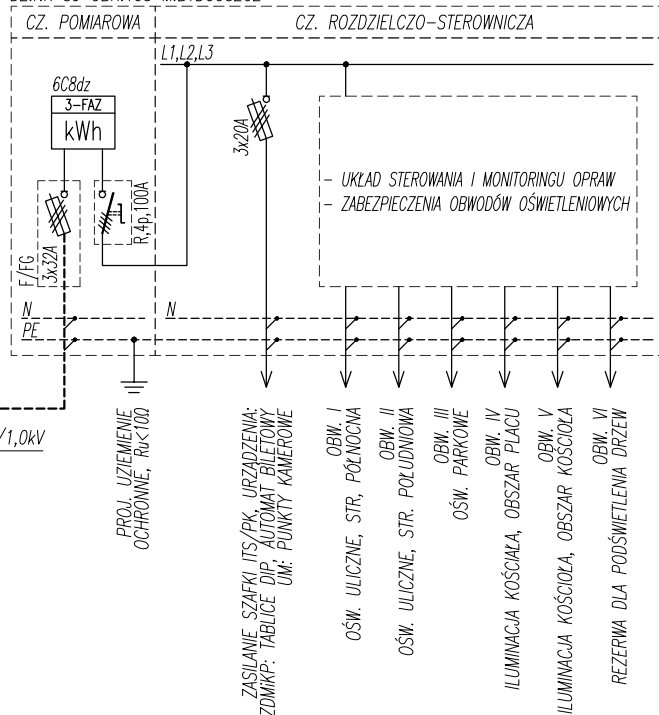 CZ. POMIAROWA
CZ. ROZDZIELCZO-STEROWNICZA
L1,L2,L3
6C8dz
3-FAZ
kWh
3x20A
- UKŁAD STEROWANIA I MONITORINGU OPRAW
- ZABEZPIECZENIA OBWODÓW OŚWIETLENIOWYCH
F/FG
3x32A
R,4p,100A
N
N
PE
/1,0kV
PROJ. UZIEMIENIE
OCHRONNE, Ru<10Ω
ZASILANIE SZAFKI ITS/PK, URZĄDZENIA:
ZDMiKP: TABLICE DIP, AUTOMAT BILETOWY
UM: PUNKTY KAMEROWE
OBW. I
OŚW. ULICZNE, STR, PÓŁNOCNA
OBW. II
OŚW. ULICZNE, STR. POŁUDNIOWA
OBW. III
OŚW. PARKOWE
OBW. IV
ILUMINACJA KOŚCIAŁA, OBSZAR PLACU
OBW. V
ILUMINACJA KOŚCIOŁA, OBSZAR KOŚCIOŁA
OBW. VI
REZERWA DLA PODŚWIETLENIA DRZEW